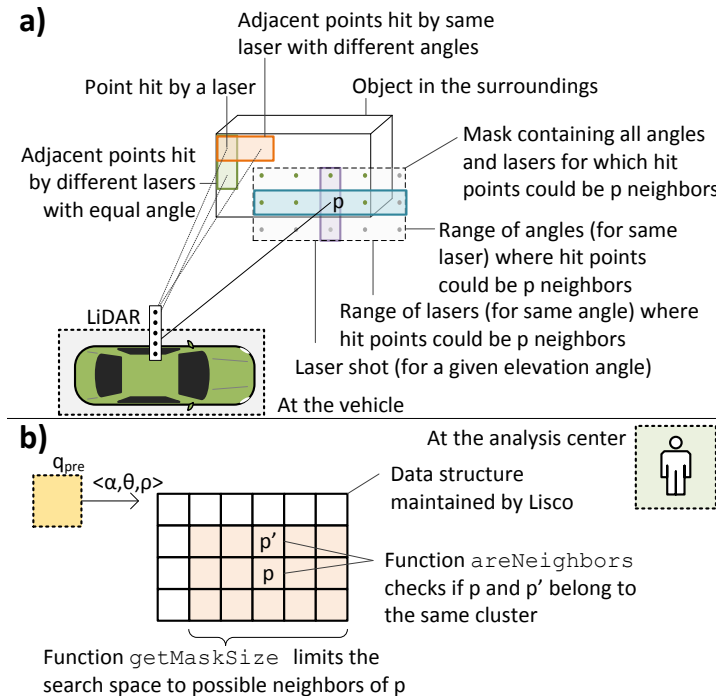 a)
Adjacent points hit by same
laser with different angles
Point hit by a laser
Object in the surroundings
Adjacent points hit
by different lasers
with equal angle
Mask containing all angles
and lasers for which hit
points could be p neighbors
p
Range of angles (for same
laser) where hit points
could be p neighbors
Range of lasers (for same angle) where
hit points could be p neighbors
LiDAR
Laser shot (for a given elevation angle)
At the vehicle
b)
At the analysis center
qpre
<α,θ,ρ>
Data structure
maintained by Lisco
p'
p
Function areNeighbors
checks if p and p' belong to
the same cluster
Function getMaskSize limits the
search space to possible neighbors of p